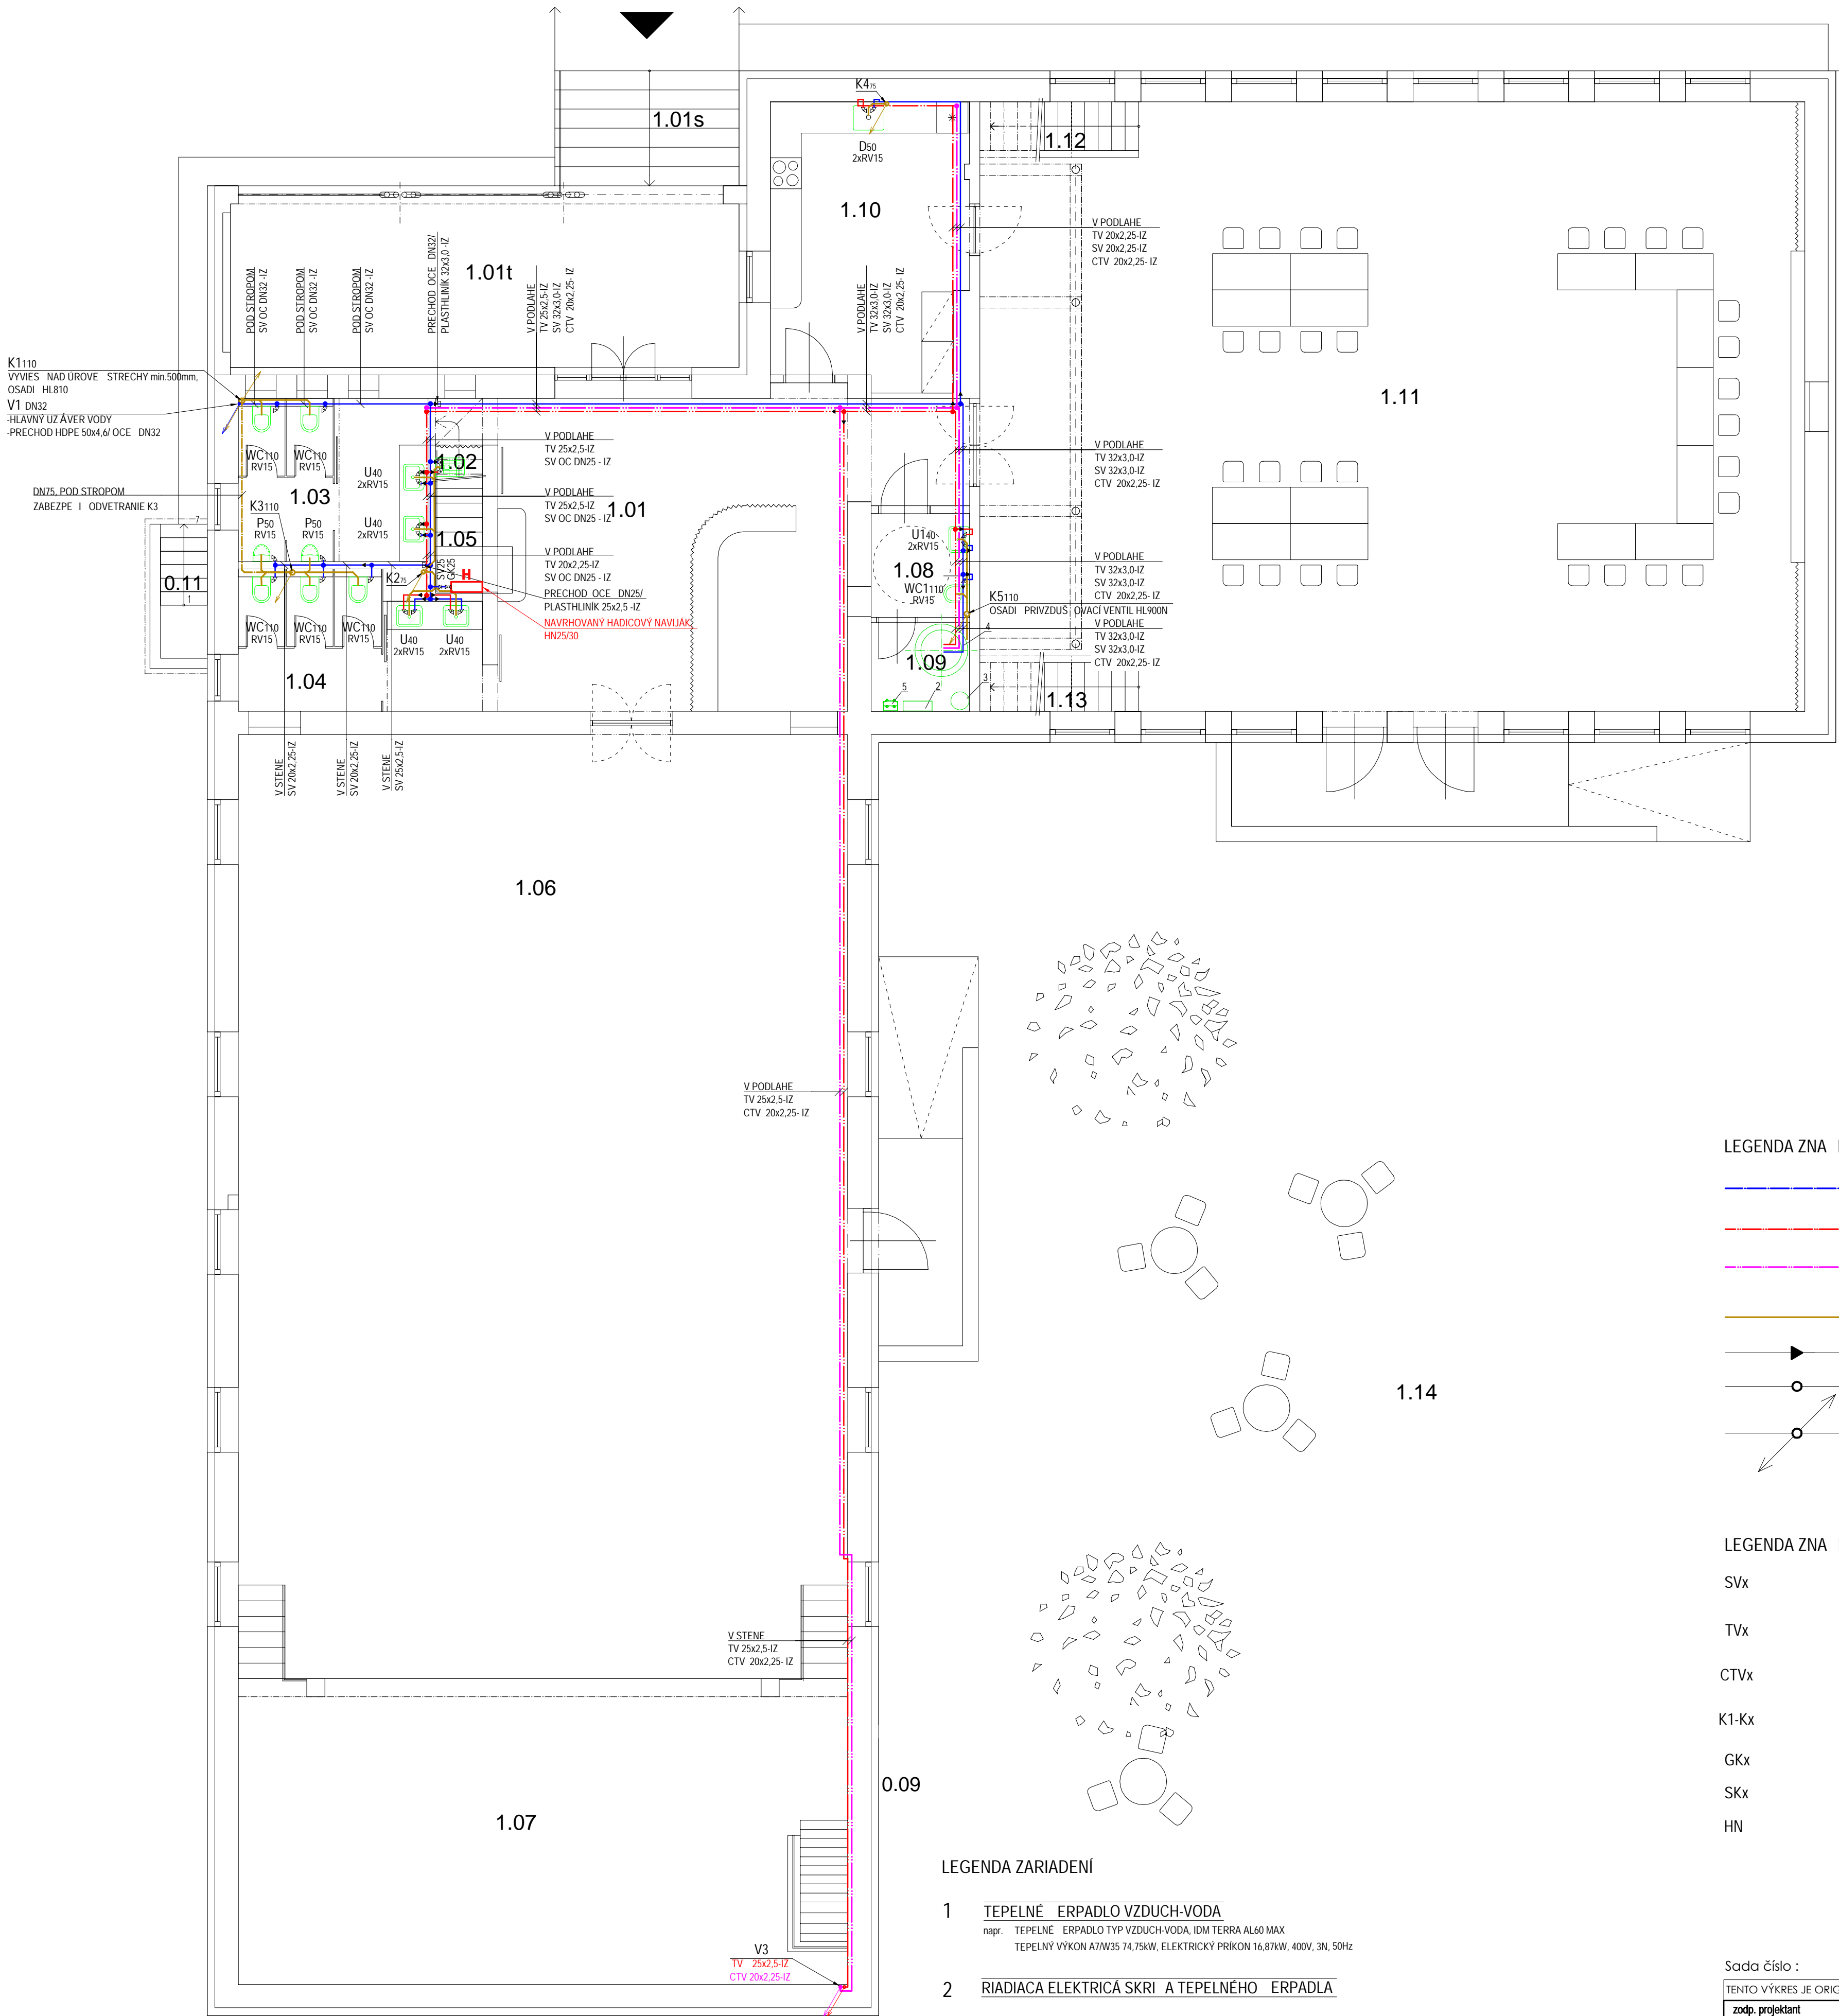 1.01s
K475
1.12
D50
2xRV15
1.10
1.01t
V PODLAHE
TV 20x2,25-IZ
SV 20x2,25-IZ
CTV 20x2,25- IZ
POD STROPOM
SV OC DN32 -IZ
POD STROPOM
SV OC DN32 -IZ
POD STROPOM
SV OC DN32 -IZ
PRECHOD OCE DN32/
PLASTHLINÍK 32x3,0 -IZ
V PODLAHE
TV 25x2,5-IZ
SV 32x3,0-IZ
CTV 20x2,25- IZ
V PODLAHE
TV 32x3,0-IZ
SV 32x3,0-IZ
CTV 20x2,25- IZ
K1110
VYVIES NAD ÚROVE STRECHY min.500mm,
OSADI HL810
V1 DN32
-HLAVNÝ UZÁVER VODY
-PRECHOD HDPE 50x4,6/ OCE DN32
1.11
WC110
RV15
WC110
RV15
U40
2xRV15
1.02
V PODLAHE
TV 25x2,5-IZ
SV OC DN25 - IZ
V PODLAHE
TV 32x3,0-IZ
SV 32x3,0-IZ
CTV 20x2,25- IZ
DN75, POD STROPOM
ZABEZPE I ODVETRANIE K3
1.03
K3110
P50
RV15
P50
RV15
U40
2xRV15
V PODLAHE
TV 25x2,5-IZ
SV OC DN25 - IZ
1.01
7
1.05
U140
2xRV15
V PODLAHE
TV 20x2,25-IZ
SV OC DN25 - IZ
V PODLAHE
TV 32x3,0-IZ
SV 32x3,0-IZ
CTV 20x2,25- IZ
0.11
1
K275
SV25
GK25
H
1.08
WC1110
RV15
PRECHOD OCE DN25/
PLASTHLINÍK 25x2,5 -IZ
K5110
OSADI PRIVZDUŠ OVACÍ VENTIL HL900N
NAVRHOVANÝ HADICOVÝ NAVIJÁK
HN25/30
WC110
RV15
WC110
RV15
WC110
RV15
U40
2xRV15
U40
2xRV15
V PODLAHE
TV 32x3,0-IZ
SV 32x3,0-IZ
CTV 20x2,25- IZ
4
1.09
1.04
5
2
3
1.13
V STENE
SV 20x2,25-IZ
V STENE
SV 20x2,25-IZ
V STENE
SV 25x2,5-IZ
1.06
V PODLAHE
TV 25x2,5-IZ
CTV 20x2,25- IZ
LEGENDA ZNA
1.14
LEGENDA ZNA
SVx
TVx
CTVx
K1-Kx
GKx
SKx
HN
V STENE
TV 25x2,5-IZ
CTV 20x2,25- IZ
0.09
1.07
LEGENDA ZARIADENÍ
1 TEPELNÉ ERPADLO VZDUCH-VODA
napr. TEPELNÉ ERPADLO TYP VZDUCH-VODA, IDM TERRA AL60 MAX
TEPELNÝ VÝKON A7/W35 74,75kW, ELEKTRICKÝ PRÍKON 16,87kW, 400V, 3N, 50Hz
V3
TV 25x2,5-IZ
CTV 20x2,25-IZ
2 RIADIACA ELEKTRICÁ SKRI A TEPELNÉHO ERPADLA
Sada číslo :
TENTO VÝKRES JE ORIG
zodp. projektant